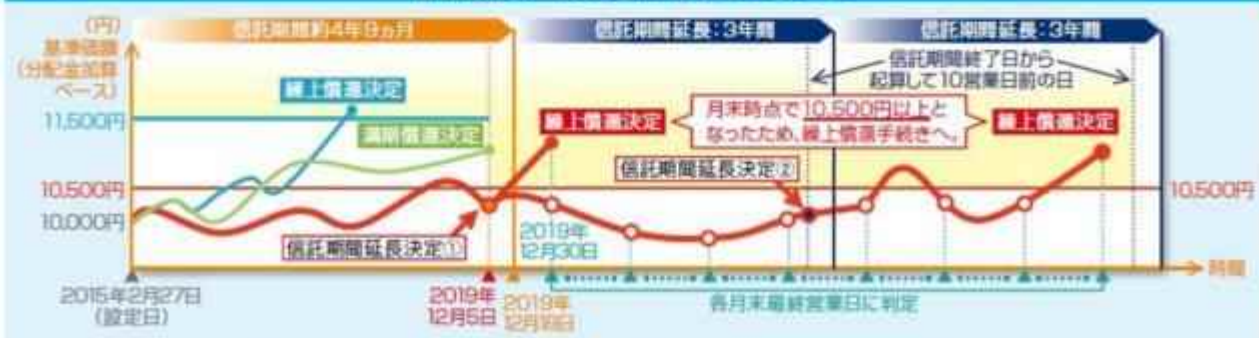 (円)
基準価額
(分配金加算
ベース)
信託期間約4年9ヵ月
信託期間延長:3年間
信託期間延長:3年間
信託期間終了日から
起算して10営業日前の日
繰上償還決定
11,500円
満期償還決定
繰上償還決定
月末時点で10,500円以上と
なったため、繰上償還手続きへ。
繰上償還決定
信託期間延長決定②
10,500円
10,500円
10,000円
信託期間延長決定①
2019年
12月30日
時間
2015年2月27日
(設定日)
2019年
12月5日
2019年
各月末最終営業日に判定